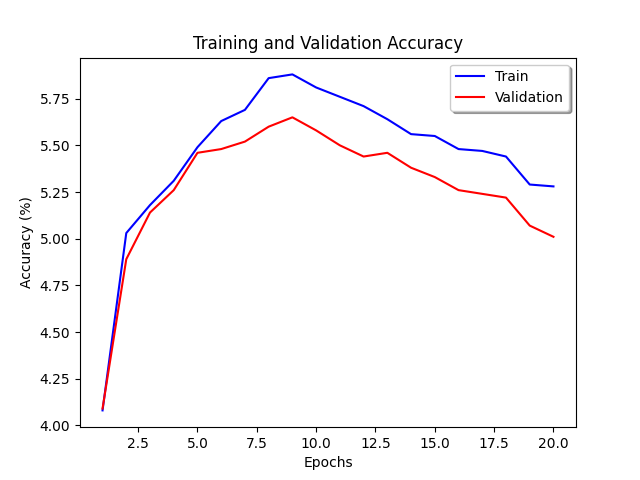 Training and Validation Accuracy
Train
Validation
5.75
5.50
5.25
5.00
4.75
4.50
4.25
4.00
Accuracy (%)
2.5 5.0 7.5 10.0 12.5 15.0 17.5 20.0
Epochs